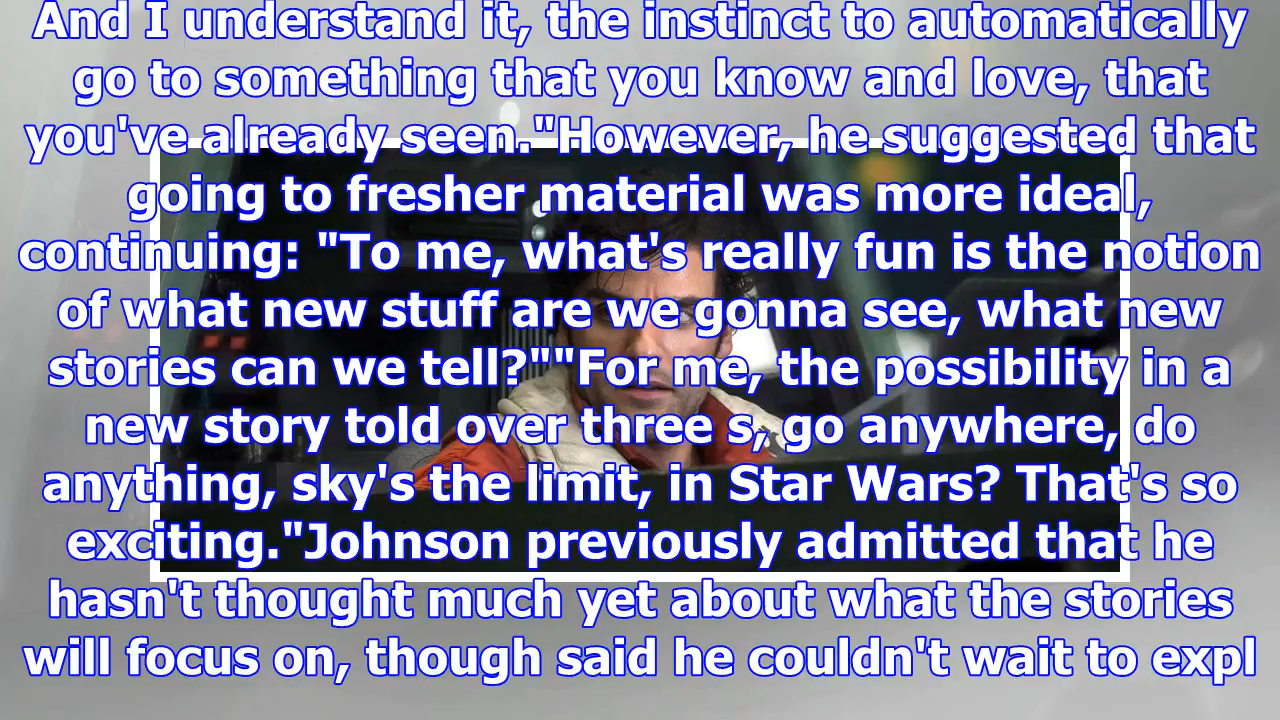 And I understand it, the instinct to automatically
go to something that you know and love, that
you've already seen."However, he suggested that
going to fresher material was more ideal,
continuing: "To me, what's really fun is the notion
of what new stuff are we gonna see, what new
stories can we tell?""For me, the possibility in a
new story told over three s, go anywhere, do
anything, sky's the limit, in Star Wars? That's so
exciting."Johnson previously admitted that he
hasn't thought much yet about what the stories
will focus on, though said he couldn't wait to expl